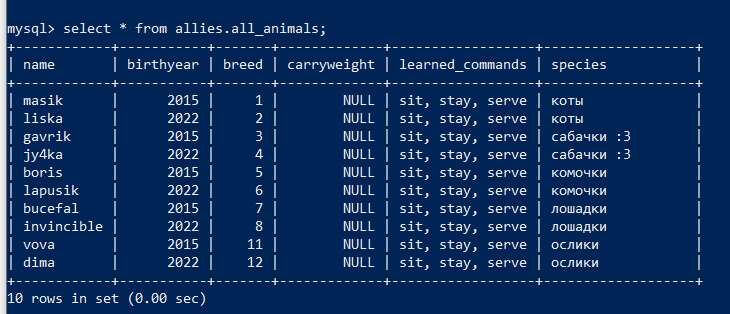 mysql> select * from allies.all_animals;
+------------+-----------+-------+-------------+------------------+------------------+
| name       | birthyear | breed | carryweight | learned_commands | species          |
+------------+-----------+-------+-------------+------------------+------------------+
| masik      |      2015 |     1 |        NULL | sit, stay, serve | коты             |
| liska      |      2022 |     2 |        NULL | sit, stay, serve | коты             |
| gavrik     |      2015 |     3 |        NULL | sit, stay, serve | сабачки :3       |
| jy4ka      |      2022 |     4 |        NULL | sit, stay, serve | сабачки :3       |
| boris      |      2015 |     5 |        NULL | sit, stay, serve | комочки          |
| lapusik    |      2022 |     6 |        NULL | sit, stay, serve | комочки          |
| bucefal    |      2015 |     7 |        NULL | sit, stay, serve | лошадки          |
| invincible |      2022 |     8 |        NULL | sit, stay, serve | лошадки          |
| vova       |      2015 |    11 |        NULL | sit, stay, serve | ослики           |
| dima       |      2022 |    12 |        NULL | sit, stay, serve | ослики           |
+------------+-----------+-------+-------------+------------------+------------------+
10 rows in set (0.00 sec)